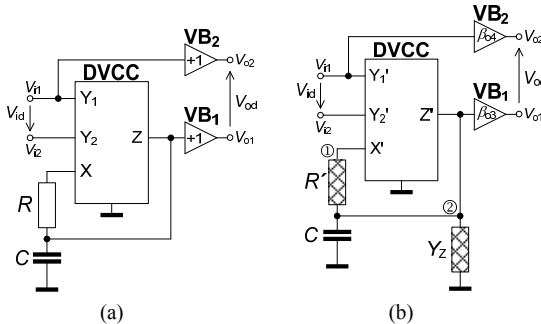 VB₂
DVCC
+1
Vo2
Vi1
Y₁
Vid
VB₁
Vod
Vi2
Y₂
Z
+1
Vo1
X
R
C
(a)
VB₂
DVCC
βo4
Vo2
Vi1
Y₁'
Vid
VB₁
Vod
Vi2
Y₂'
Z'
βo3
Vo1
① X'
R´
②
C
Y_Z
(b)